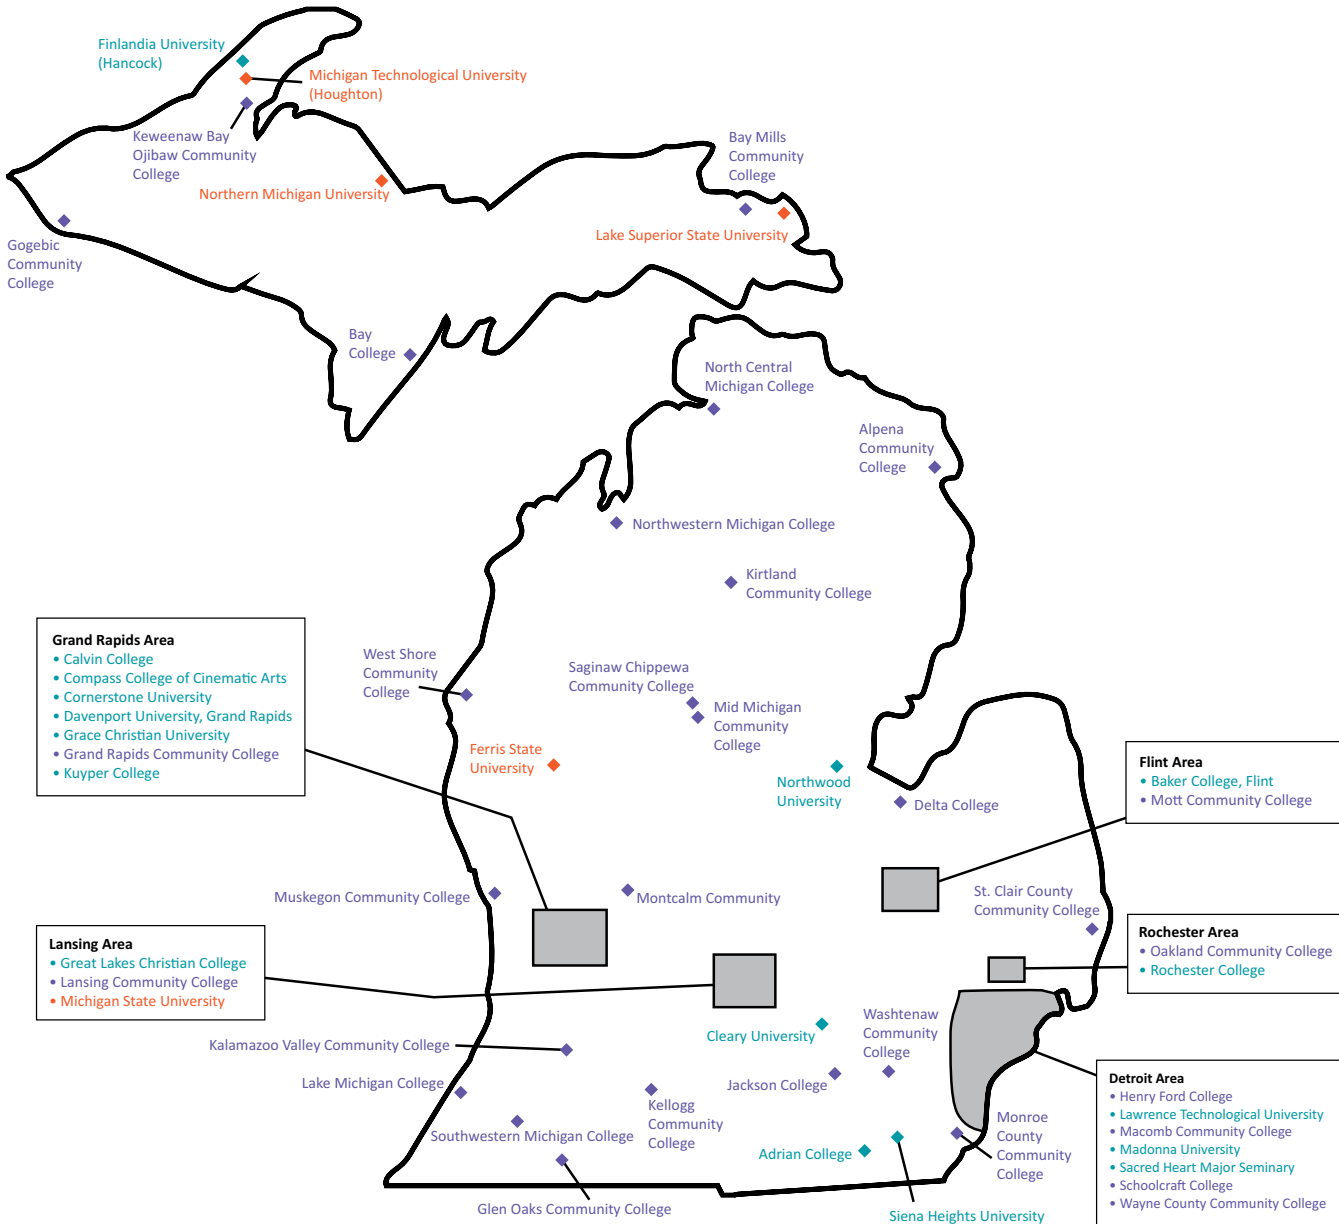 Finlandia University
(Hancock)
Michigan Technological University
(Houghton)
Keweenaw Bay
Ojibaw Community
College
Northern Michigan University
Bay Mills
Community
College
Lake Superior State University
Gogebic
Community
College
Bay
College
North Central
Michigan College
Alpena
Community
College
Northwestern Michigan College
Kirtland
Community College
West Shore
Community
College
Saginaw Chippewa
Community College
Mid Michigan
Community
College
Ferris State
University
Northwood
University
Delta College
Grand Rapids Area
• Calvin College
• Compass College of Cinematic Arts
• Cornerstone University
• Davenport University, Grand Rapids
• Grace Christian University
• Grand Rapids Community College
• Kuyper College
Flint Area
• Baker College, Flint
• Mott Community College
Muskegon Community College
Montcalm Community
St. Clair County
Community College
Lansing Area
• Great Lakes Christian College
• Lansing Community College
• Michigan State University
Rochester Area
• Oakland Community College
• Rochester College
Kalamazoo Valley Community College
Lake Michigan College
Southwestern Michigan College
Glen Oaks Community College
Kellogg
Community
College
Cleary University
Jackson College
Washtenaw
Community
College
Adrian College
Siena Heights University
Monroe
County
Community
College
Detroit Area
• Henry Ford College
• Lawrence Technological University
• Macomb Community College
• Madonna University
• Sacred Heart Major Seminary
• Schoolcraft College
• Wayne County Community College